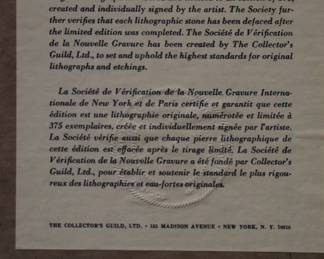 created and individually signed by the artist. The Society fur-
ther verifies that each lithographic stone has been defaced after
the limited edition was completed. The Société de Vérification
de la Nouvelle Gravure has been created by The Collector's
Guild, Ltd., to set and uphold the highest standards for original
lithographs and etchings.
La Société de Vérification de la Nouvelle Gravure Interna-
tionale de New York et de Paris certifie et garantit que cette
édition est une lithographie originale, numérotée et limitée à
375 exemplaires, créée et individuellement signée par l'artiste.
La Société vérifie aussi que chaque pierre lithographique de
cette édition est effacée après le tirage limité. La Société de
Vérification de la Nouvelle Gravure a été fondé par Collector's
Guild, Ltd., pour établir et soutenir le standard le plus rigou-
reux des lithographies et eau-fortes originales.
THE COLLECTOR'S GUILD, LTD. • 185 MADISON AVENUE • NEW YORK, N. Y. 10016